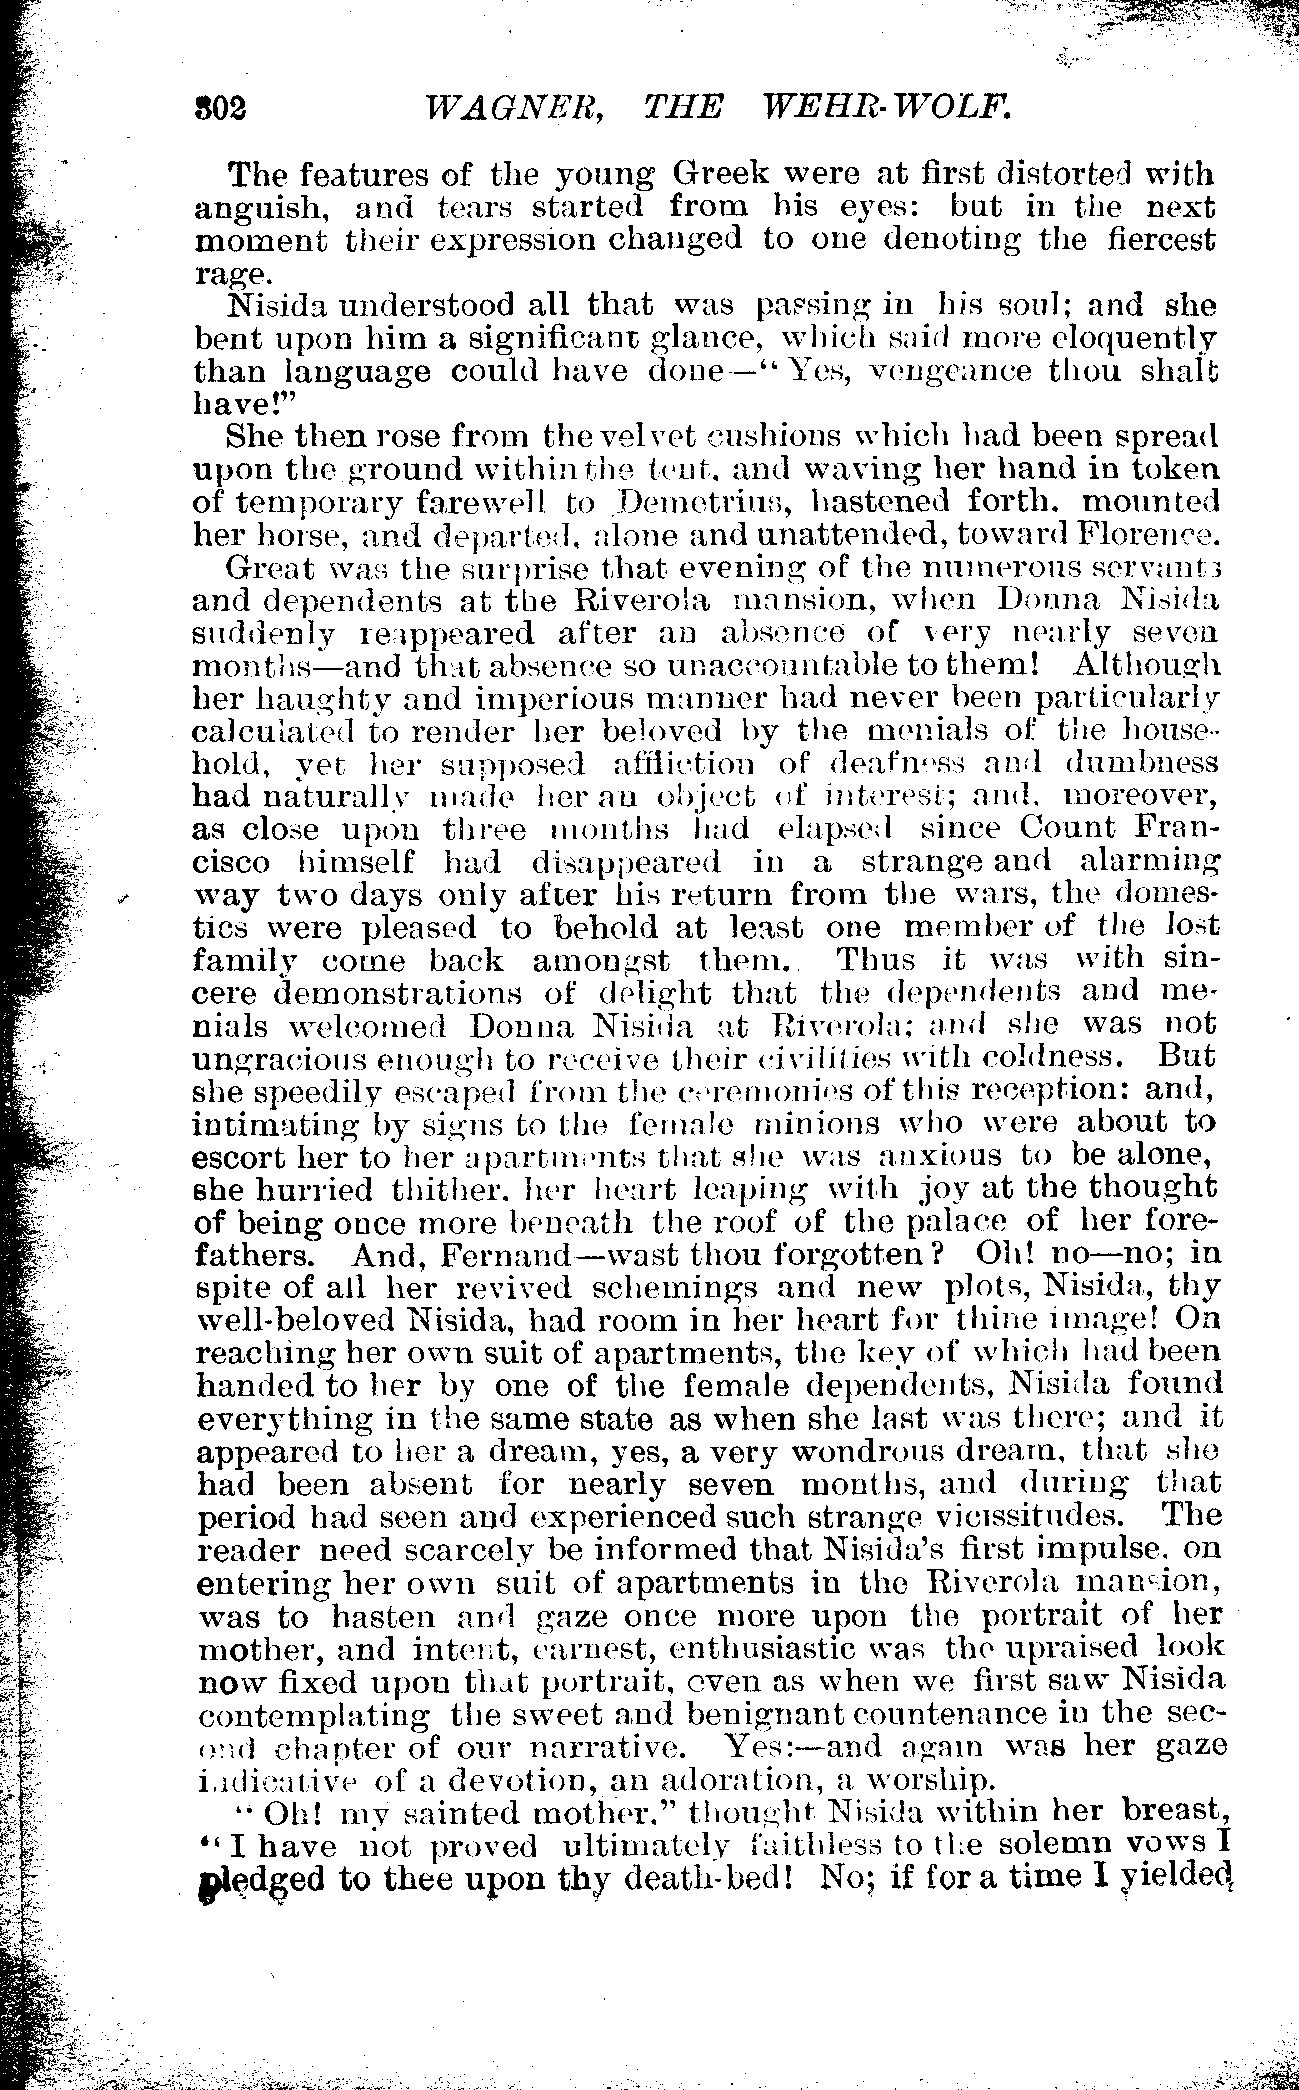 302 WAGNER, THE WEHR-WOLF.
The features of the young Greek were at first distorted with
anguish, and tears started from his eyes: but in the next
moment their expression changed to one denoting the fiercest
rage.
Nisida understood all that was passing in his soul; and she
bent upon him a significant glance, which said more eloquently
than language could have done—“Yes, vengeance thou shalt
have!”
She then rose from the velvet cushions which had been spread
upon the ground within the tent, and waving her hand in token
of temporary farewell to Demetrius, hastened forth, mounted
her horse, and departed, alone and unattended, toward Florence.
Great was the surprise that evening of the numerous servants
and dependents at the Riverola mansion, when Donna Nisida
suddenly reappeared after an absence of very nearly seven
months—and that absence so unaccountable to them! Although
her haughty and imperious manner had never been particularly
calculated to render her beloved by the menials of the house-
hold, yet her supposed affliction of deafness and dumbness
had naturally made her an object of interest; and, moreover,
as close upon three months had elapsed since Count Fran-
cisco himself had disappeared in a strange and alarming
way two days only after his return from the wars, the domes-
tics were pleased to behold at least one member of the lost
family come back amongst them. Thus it was with sin-
cere demonstrations of delight that the dependents and me-
nials welcomed Donna Nisida at Riverola; and she was not
ungracious enough to receive their civilities with coldness. But
she speedily escaped from the ceremonies of this reception: and,
intimating by signs to the female minions who were about to
escort her to her apartments that she was anxious to be alone,
she hurried thither, her heart leaping with joy at the thought
of being once more beneath the roof of the palace of her fore-
fathers. And, Fernand—wast thou forgotten? Oh! no—no; in
spite of all her revived schemings and new plots, Nisida, thy
well-beloved Nisida, had room in her heart for thine image! On
reaching her own suit of apartments, the key of which had been
handed to her by one of the female dependents, Nisida found
everything in the same state as when she last was there; and it
appeared to her a dream, yes, a very wondrous dream, that she
had been absent for nearly seven months, and during that
period had seen and experienced such strange vicissitudes. The
reader need scarcely be informed that Nisida’s first impulse, on
entering her own suit of apartments in the Riverola mansion,
was to hasten and gaze once more upon the portrait of her
mother, and intent, earnest, enthusiastic was the upraised look
now fixed upon that portrait, even as when we first saw Nisida
contemplating the sweet and benignant countenance in the sec-
ond chapter of our narrative. Yes:—and again was her gaze
indicative of a devotion, an adoration, a worship.
“Oh! my sainted mother,” thought Nisida within her breast,
“I have not proved ultimately faithless to the solemn vows I
pledged to thee upon thy death-bed! No; if for a time I yielded